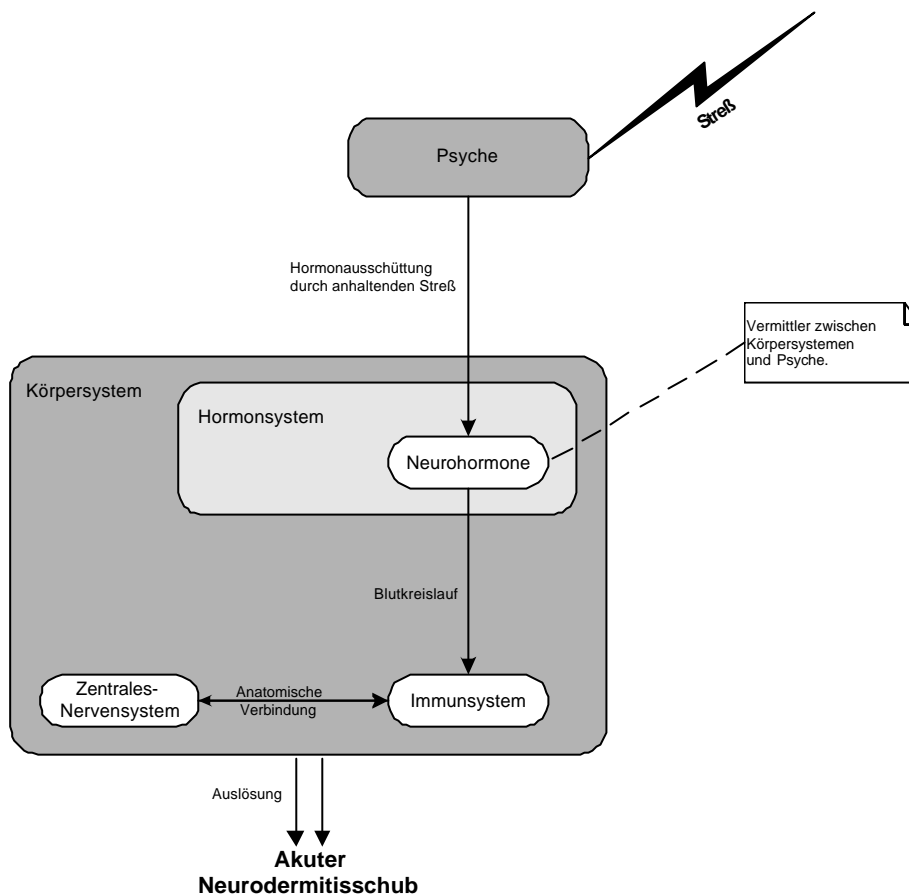 Streß
Psyche
Hormonausschüttung
durch anhaltenden Streß
Vermittler zwischen
Körpersystemen
und Psyche.
Körpersystem
Hormonsystem
Neurohormone
Blutkreislauf
Zentrales-
Nervensystem
Anatomische
Verbindung
Immunsystem
Auslösung
Akuter
Neurodermitisschub